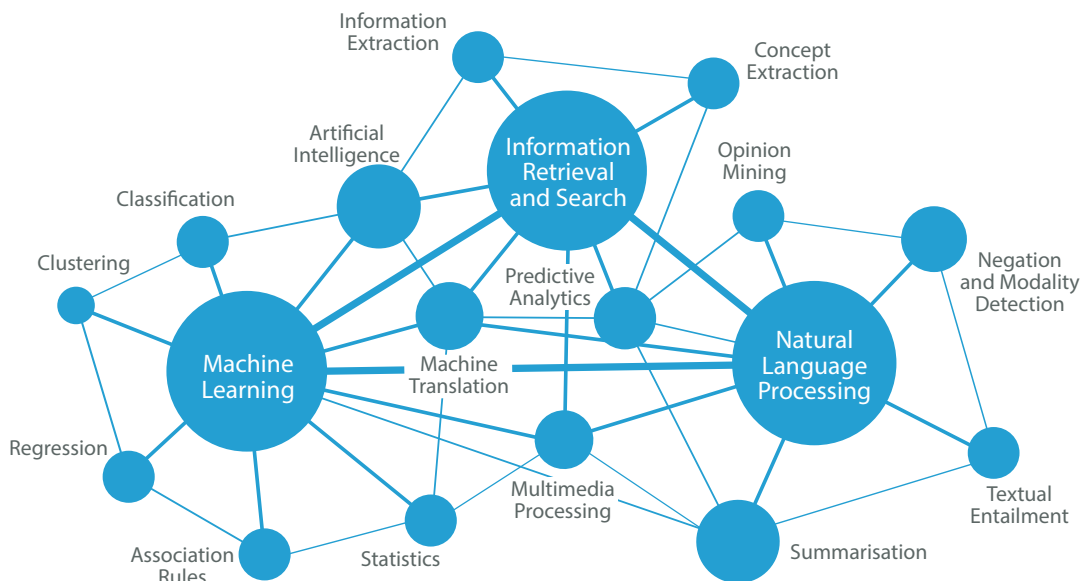 Information
Extraction
Concept
Extraction
Artificial
Intelligence
Information
Retrieval
and Search
Opinion
Mining
Classification
Clustering
Predictive
Analytics
Negation
and Modality
Detection
Machine
Learning
Machine
Translation
Natural
Language
Processing
Regression
Multimedia
Processing
Textual
Entailment
Association
Rules
Statistics
Summarisation